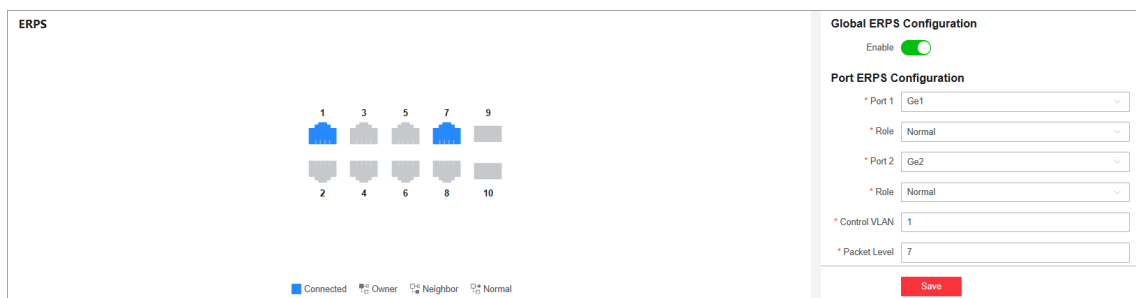 ERPS
1 3 5 7 9
2 4 6 8 10
Connected Owner Neighbor Normal
Global ERPS Configuration
Enable
Port ERPS Configuration
* Port 1 Ge1
* Role Normal
* Port 2 Ge2
* Role Normal
* Control VLAN 1
* Packet Level 7
Save